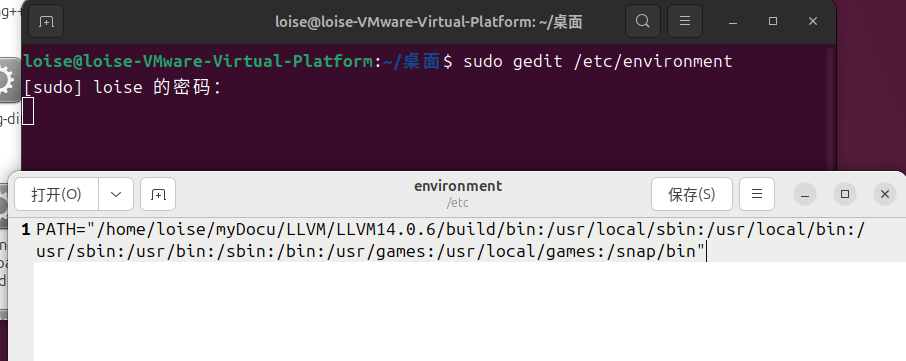 ng++
loise@loise-VMware-Virtual-Platform: ~/桌面
loise@loise-VMware-Virtual-Platform:~/桌面$ sudo gedit /etc/environment
[sudo] loise 的密码：
g-di
打开(O)
environment
/etc
保存(S)
1 PATH="/home/loise/myDocu/LLVM/LLVM14.0.6/build/bin:/usr/local/sbin:/usr/local/bin:/
usr/sbin:/usr/bin:/sbin:/bin:/usr/games:/usr/local/games:/snap/bin"